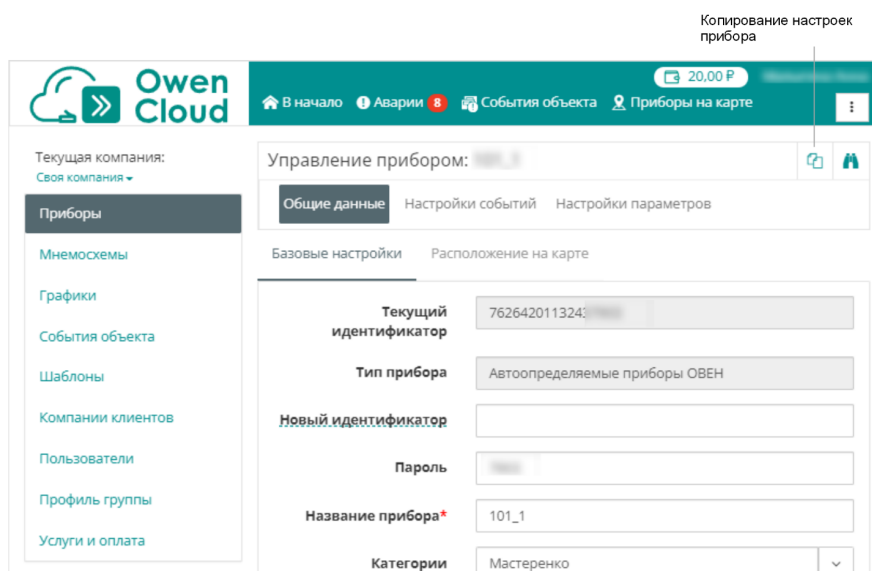 Копирование настроек
прибора
Owen
Cloud
20,00 ₽
В начало Аварии 8 События объекта Приборы на карте
Текущая компания:
Своя компания
Управление прибором:
Приборы
Общие данные Настройки событий Настройки параметров
Мнемосхемы
Базовые настройки Расположение на карте
Графики
События объекта
Шаблоны
Компании клиентов
Пользователи
Профиль группы
Услуги и оплата
Текущий
идентификатор
Тип прибора Автоопределяемые приборы ОВЕН
Новый идентификатор
Пароль
Название прибора* 101_1
Категории Мастеренко